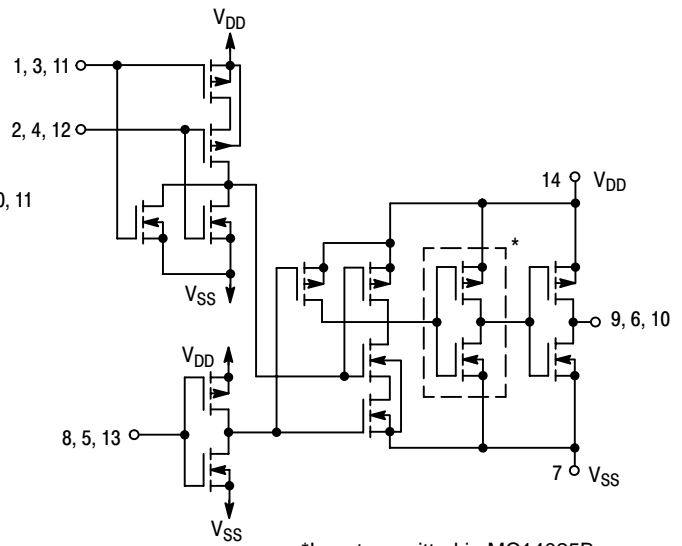 V_DD
1, 3, 11
2, 4, 12
0, 11
V_SS
14 V_DD
*
9, 6, 10
V_DD
8, 5, 13
7 V_SS
V_SS